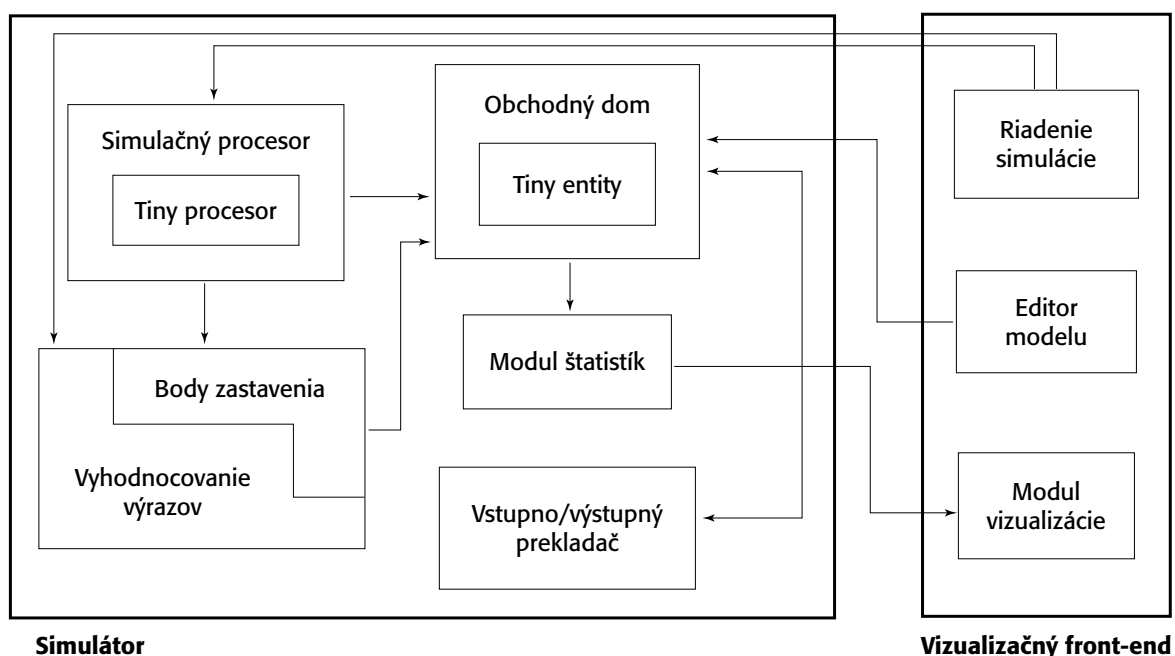 Simulačný procesor
Tiny procesor
Obchodný dom
Tiny entity
Riadenie
simulácie
Editor
modelu
Modul štatistík
Body zastavenia
Vyhodnocovanie
výrazov
Vstupno/výstupný
prekladač
Modul
vizualizácie
Simulátor
Vizualizačný front-end